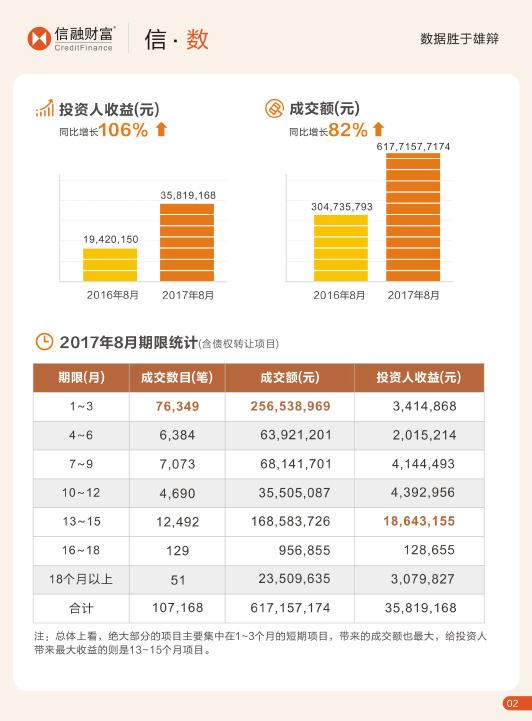 信融财富®
CreditFinance
信·数
数据胜于雄辩
投资人收益(元)
同比增长106%
19,420,150
35,819,168
2016年8月
2017年8月
成交额(元)
同比增长82%
304,735,793
617,7157,7174
2016年8月
2017年8月
2017年8月期限统计(含债权转让项目)
期限(月) 成交数目(笔) 成交额(元) 投资人收益(元)
1~3 76,349 256,538,969 3,414,868
4~6 6,384 63,921,201 2,015,214
7~9 7,073 68,141,701 4,144,493
10~12 4,690 35,505,087 4,392,956
13~15 12,492 168,583,726 18,643,155
16~18 129 956,855 128,655
18个月以上 51 23,509,635 3,079,827
合计 107,168 617,157,174 35,819,168
注：总体上看，绝大部分的项目主要集中在1~3个月的短期项目，带来的成交额也最大，给投资人
带来最大收益的则是13~15个月项目。
02